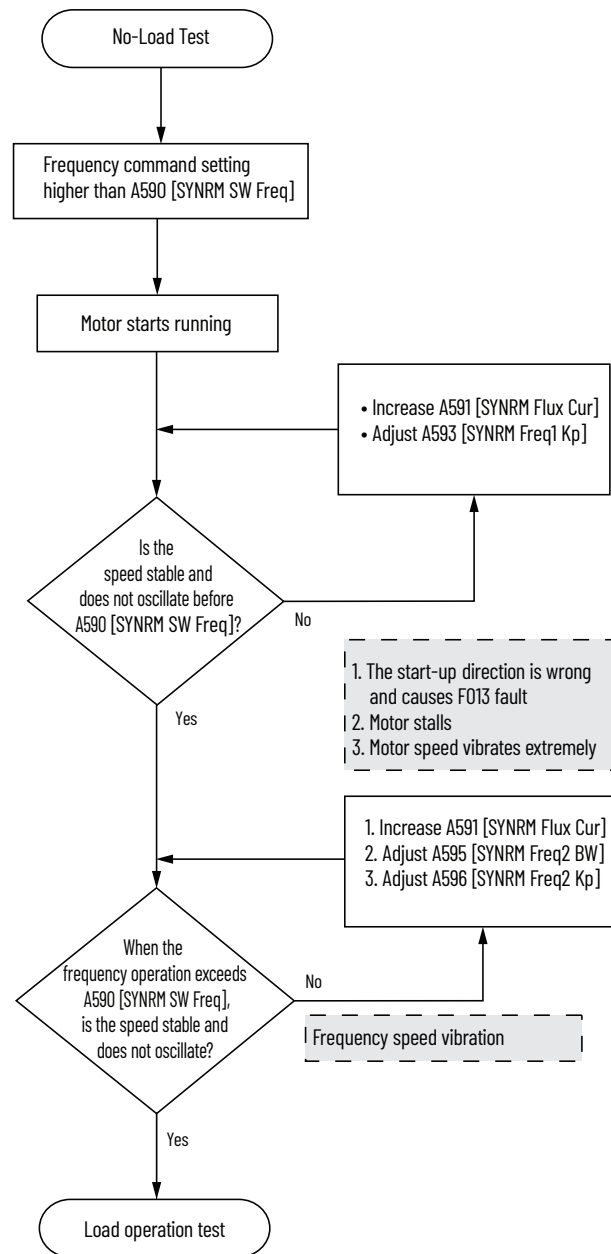 No-Load Test
Frequency command setting
higher than A590 [SYNRM SW Freq]
Motor starts running
• Increase A591 [SYNRM Flux Cur]
• Adjust A593 [SYNRM Freq1 Kp]
Is the
speed stable and
does not oscillate before
A590 [SYNRM SW Freq]?
No
Yes
1. The start-up direction is wrong
and causes F013 fault
2. Motor stalls
3. Motor speed vibrates extremely
1. Increase A591 [SYNRM Flux Cur]
2. Adjust A595 [SYNRM Freq2 BW]
3. Adjust A596 [SYNRM Freq2 Kp]
When the
frequency operation exceeds
A590 [SYNRM SW Freq],
is the speed stable and
does not oscillate?
No
Frequency speed vibration
Yes
Load operation test